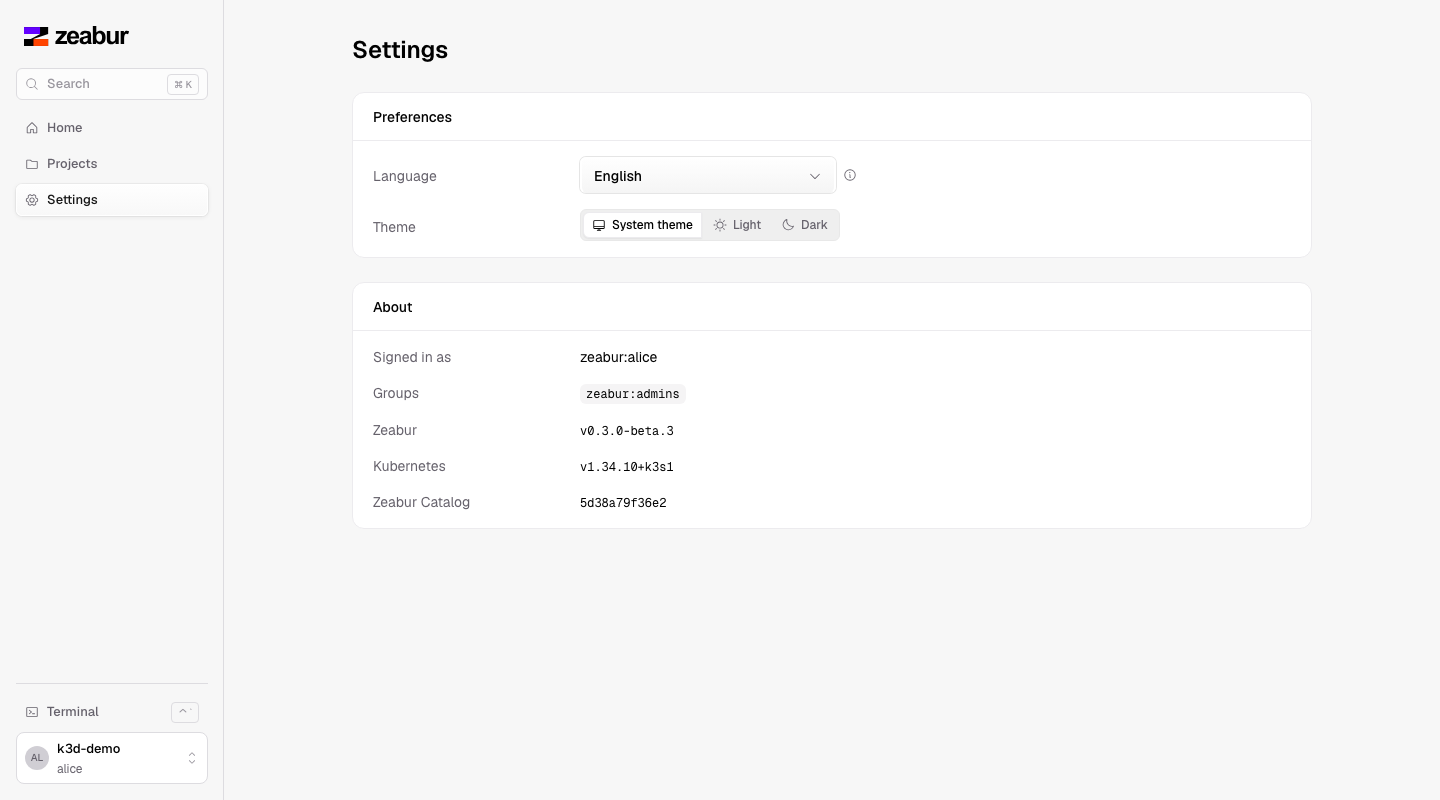 zeabur
Search
⌘ K
Home
Projects
Settings
Terminal
^ `
AL
k3d-demo
alice
Settings
Preferences
Language
English
Theme
System theme
Light
Dark
About
Signed in as
zeabur:alice
Groups
zeabur:admins
Zeabur
v0.3.0-beta.3
Kubernetes
v1.34.10+k3s1
Zeabur Catalog
5d38a79f36e2